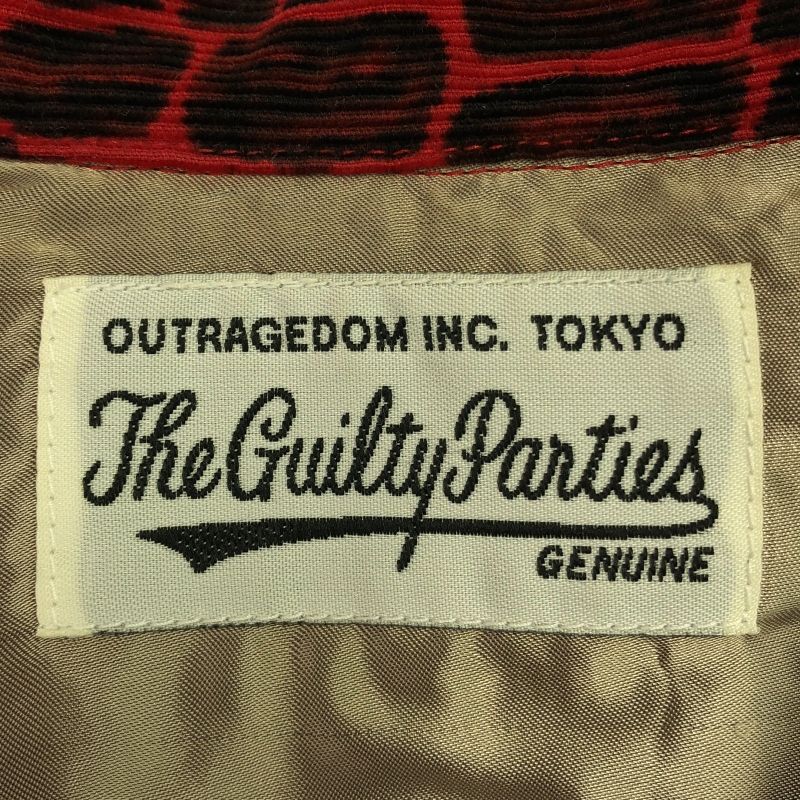 OUTRAGEDOM INC. TOKYO
The Guilty Parties
GENUINE